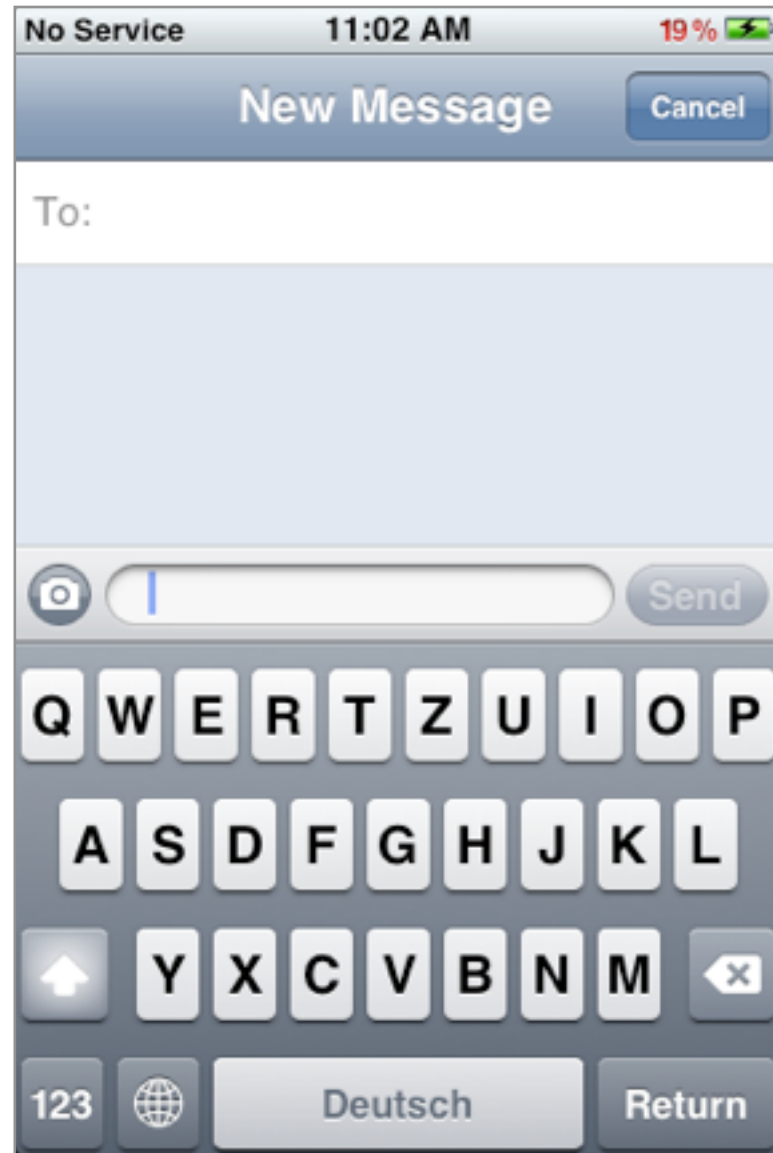 No Service 11:02 AM 19%
New Message Cancel
To:
Send
Q W E R T Z U I O P
A S D F G H J K L
Y X C V B N M
123 Deutsch Return